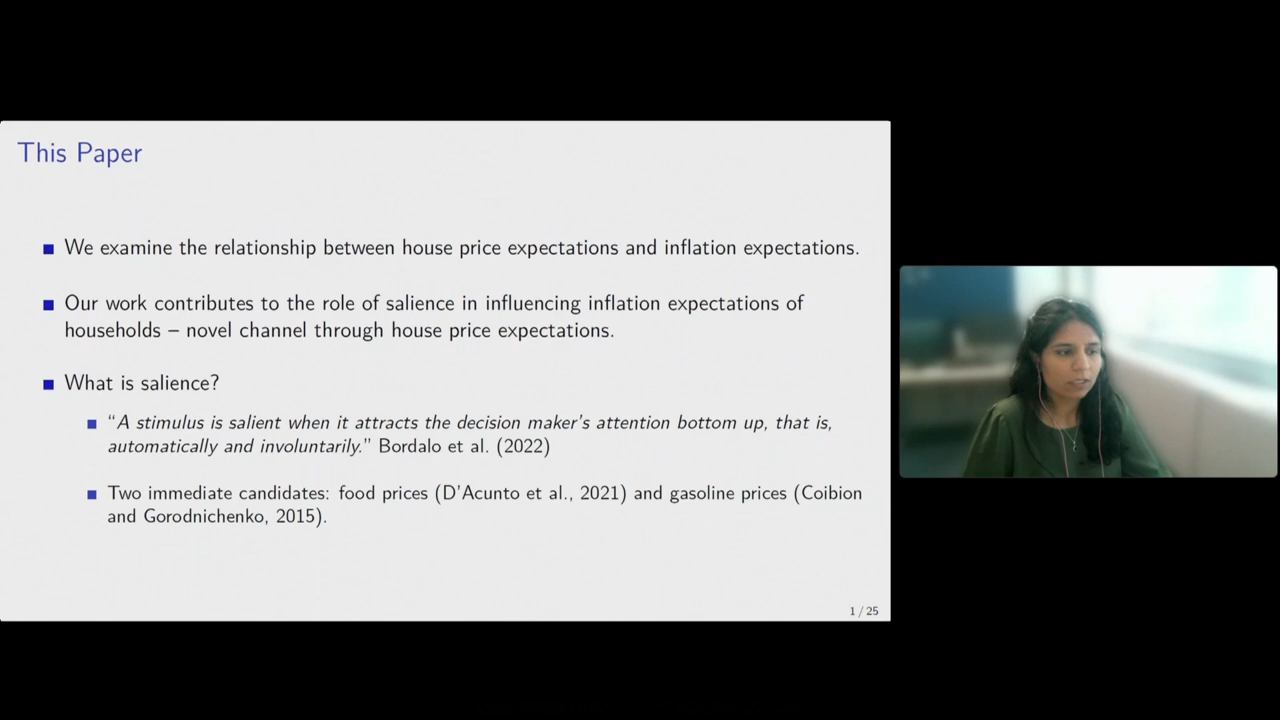 This Paper
We examine the relationship between house price expectations and inflation expectations.
Our work contributes to the role of salience in influencing inflation expectations of
households – novel channel through house price expectations.
What is salience?
“A stimulus is salient when it attracts the decision maker’s attention bottom up, that is,
automatically and involuntarily.” Bordalo et al. (2022)
Two immediate candidates: food prices (D’Acunto et al., 2021) and gasoline prices (Coibion
and Gorodnichenko, 2015).
1 / 25